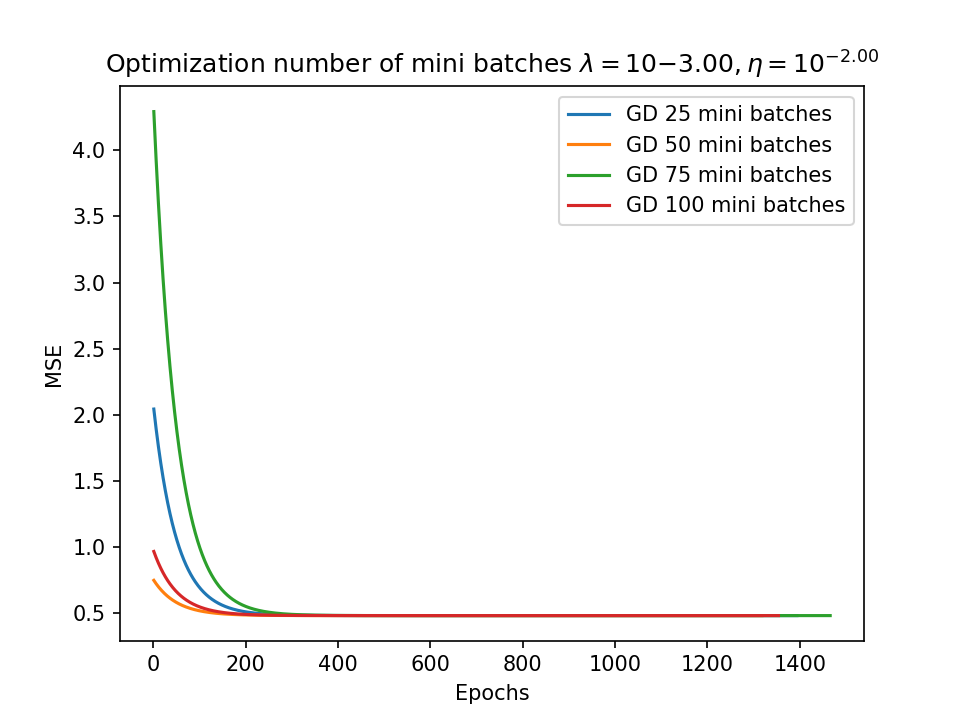 Optimization number of mini batches λ = 10−3.00, η = 10^{−2.00}
GD 25 mini batches
GD 50 mini batches
GD 75 mini batches
GD 100 mini batches
MSE
4.0
3.5
3.0
2.5
2.0
1.5
1.0
0.5
0 200 400 600 800 1000 1200 1400
Epochs